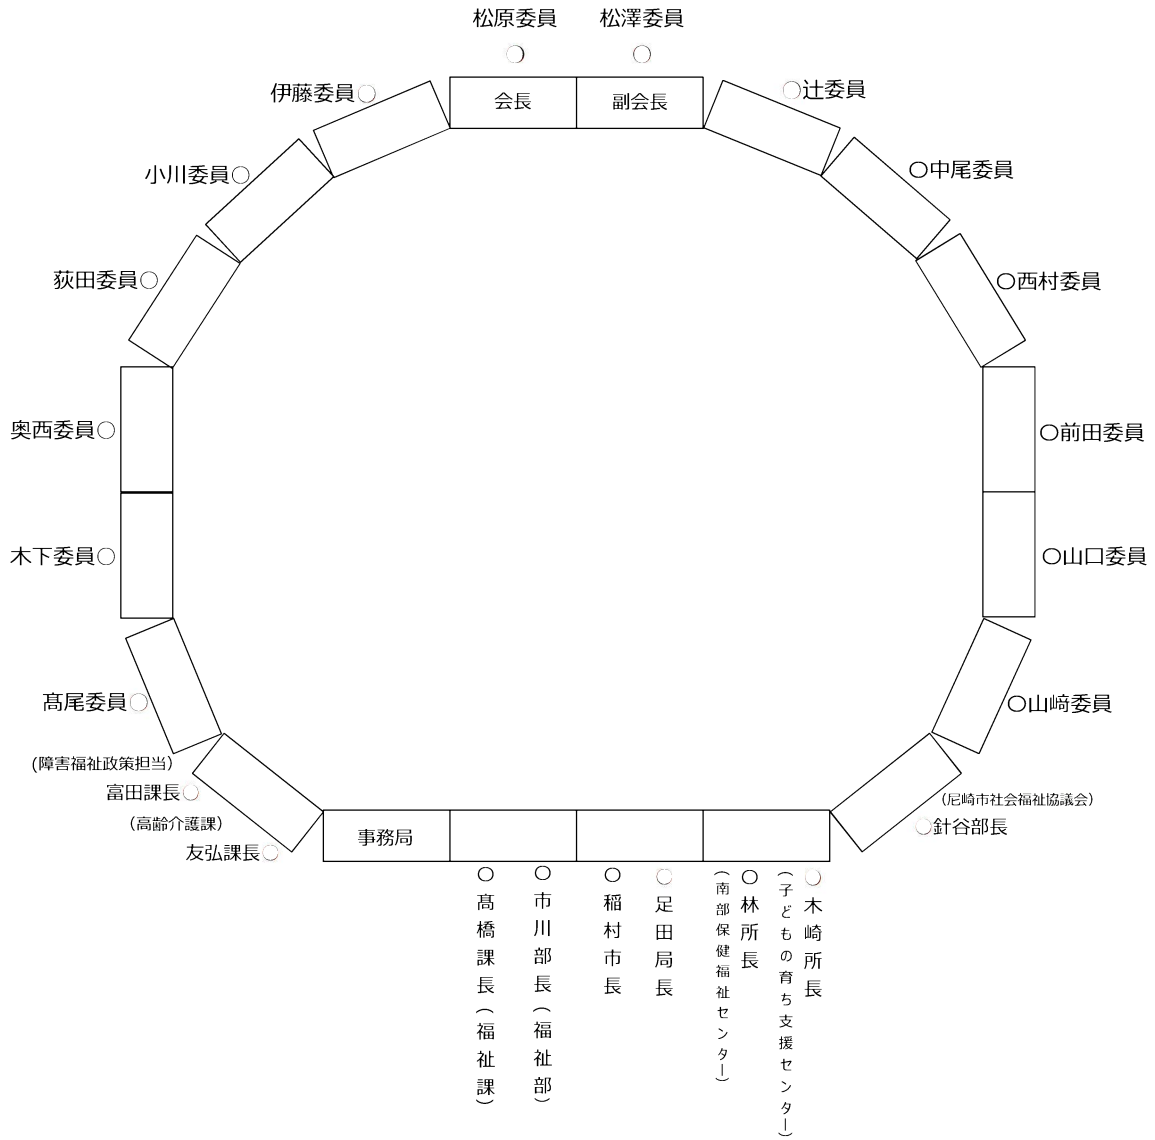 松原委員 松澤委員
○ ○
会長 副会長
伊藤委員○
○辻委員
小川委員○
○中尾委員
荻田委員○
○西村委員
奥西委員○
○前田委員
木下委員○
○山口委員
髙尾委員○
○山﨑委員
(障害福祉政策担当)
富田課長○
(高齢介護課)
友弘課長○
(尼崎市社会福祉協議会)
○針谷部長
事務局
○髙橋課長(福祉課)
○市川部長(福祉部)
○稲村市長
○足田局長
(南部保健福祉センター)
○林所長
(子どもの育ち支援センター)
○木崎所長